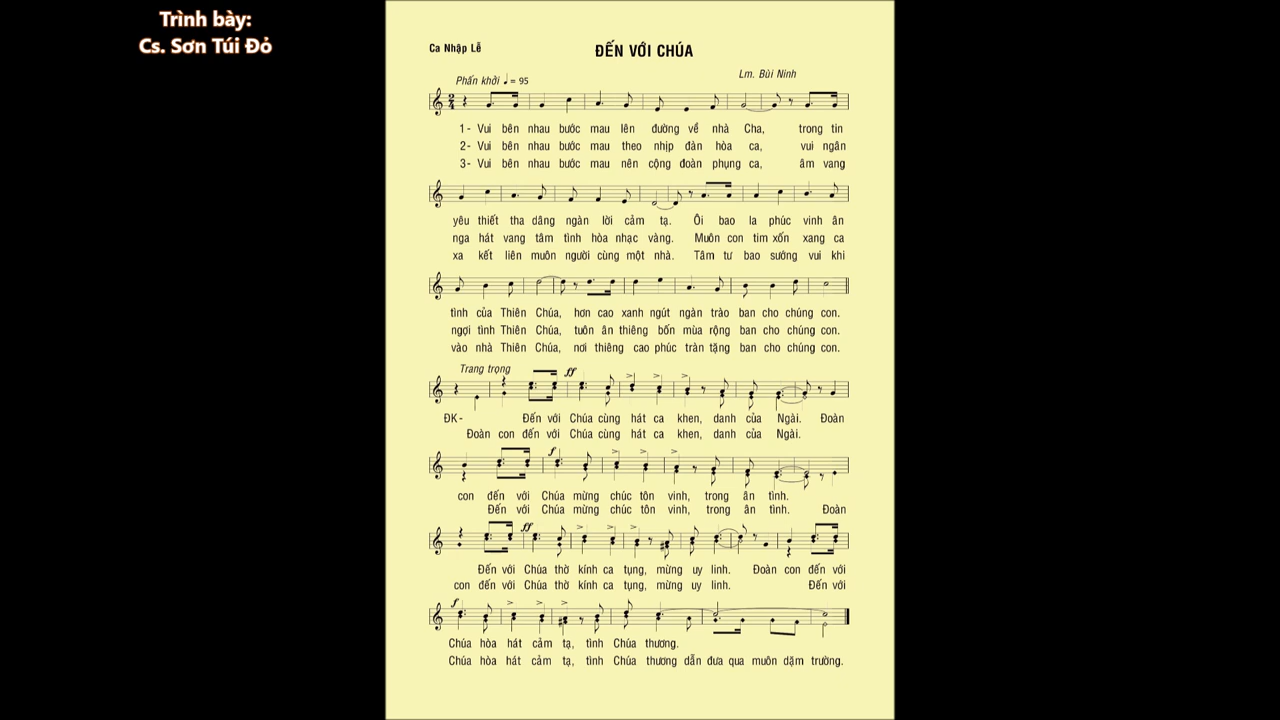 Trình bày:
Cs. Sơn Túi Đỏ
Ca Nhập Lễ
ĐẾN VỚI CHÚA
Phấn khởi ♩= 95
Lm. Bùi Ninh
1- Vui bên nhau bước mau lên đường về nhà Cha, trong tin
2- Vui bên nhau bước mau theo nhịp đàn hòa ca, vui ngân
3- Vui bên nhau bước mau nên cộng đoàn phụng ca, âm vang
yêu thiết tha dâng ngàn lời cảm tạ. Ôi bao la phúc vinh ân
nga hát vang tâm tình hòa nhạc vàng. Muôn con tim xốn xang ca
xa kết liên muôn người cùng một nhà. Tâm tư bao sướng vui khi
tình của Thiên Chúa, hơn cao xanh ngút ngàn trào ban cho chúng con.
ngợi tình Thiên Chúa, tuôn ân thiêng bốn mùa rộng ban cho chúng con.
vào nhà Thiên Chúa, nơi thiêng cao phúc tràn tặng ban cho chúng con.
Trang trọng
ff
ĐK- Đến với Chúa cùng hát ca khen, danh của Ngài. Đoàn
Đoàn con đến với Chúa cùng hát ca khen, danh của Ngài.
f
con đến với Chúa mừng chúc tôn vinh, trong ân tình.
Đến với Chúa mừng chúc tôn vinh, trong ân tình. Đoàn
ff
Đến với Chúa thờ kính ca tụng, mừng uy linh. Đoàn con đến với
con đến với Chúa thờ kính ca tụng, mừng uy linh. Đến với
f
Chúa hòa hát cảm tạ, tình Chúa thương.
Chúa hòa hát cảm tạ, tình Chúa thương dẫn đưa qua muôn dặm trường.